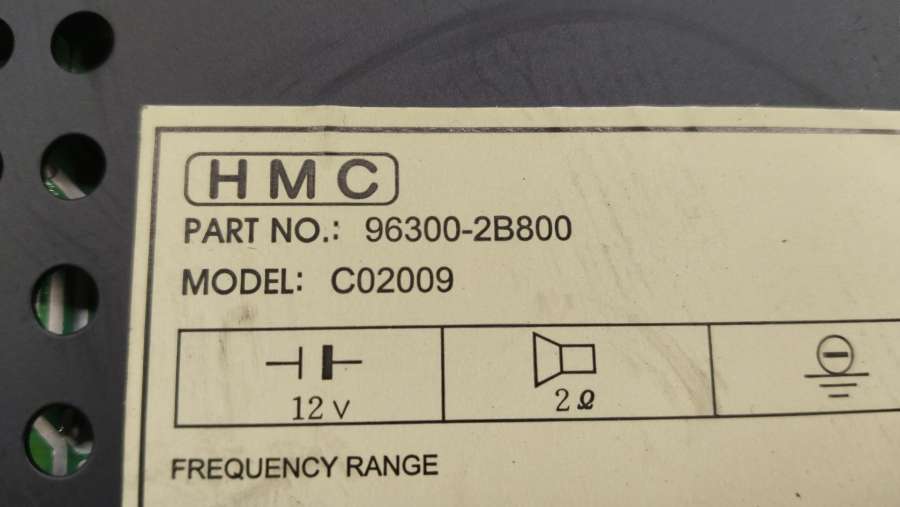 HMC
PART NO.: 96300-2B800
MODEL: C02009
12 V
2 Ω
FREQUENCY RANGE